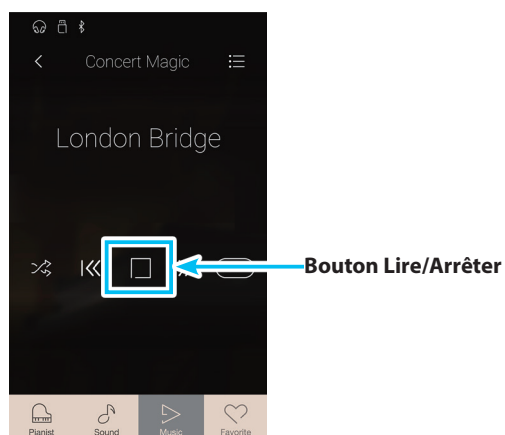 Concert Magic
London Bridge
Bouton Lire/Arrêter
Pianist Sound Music Favorite